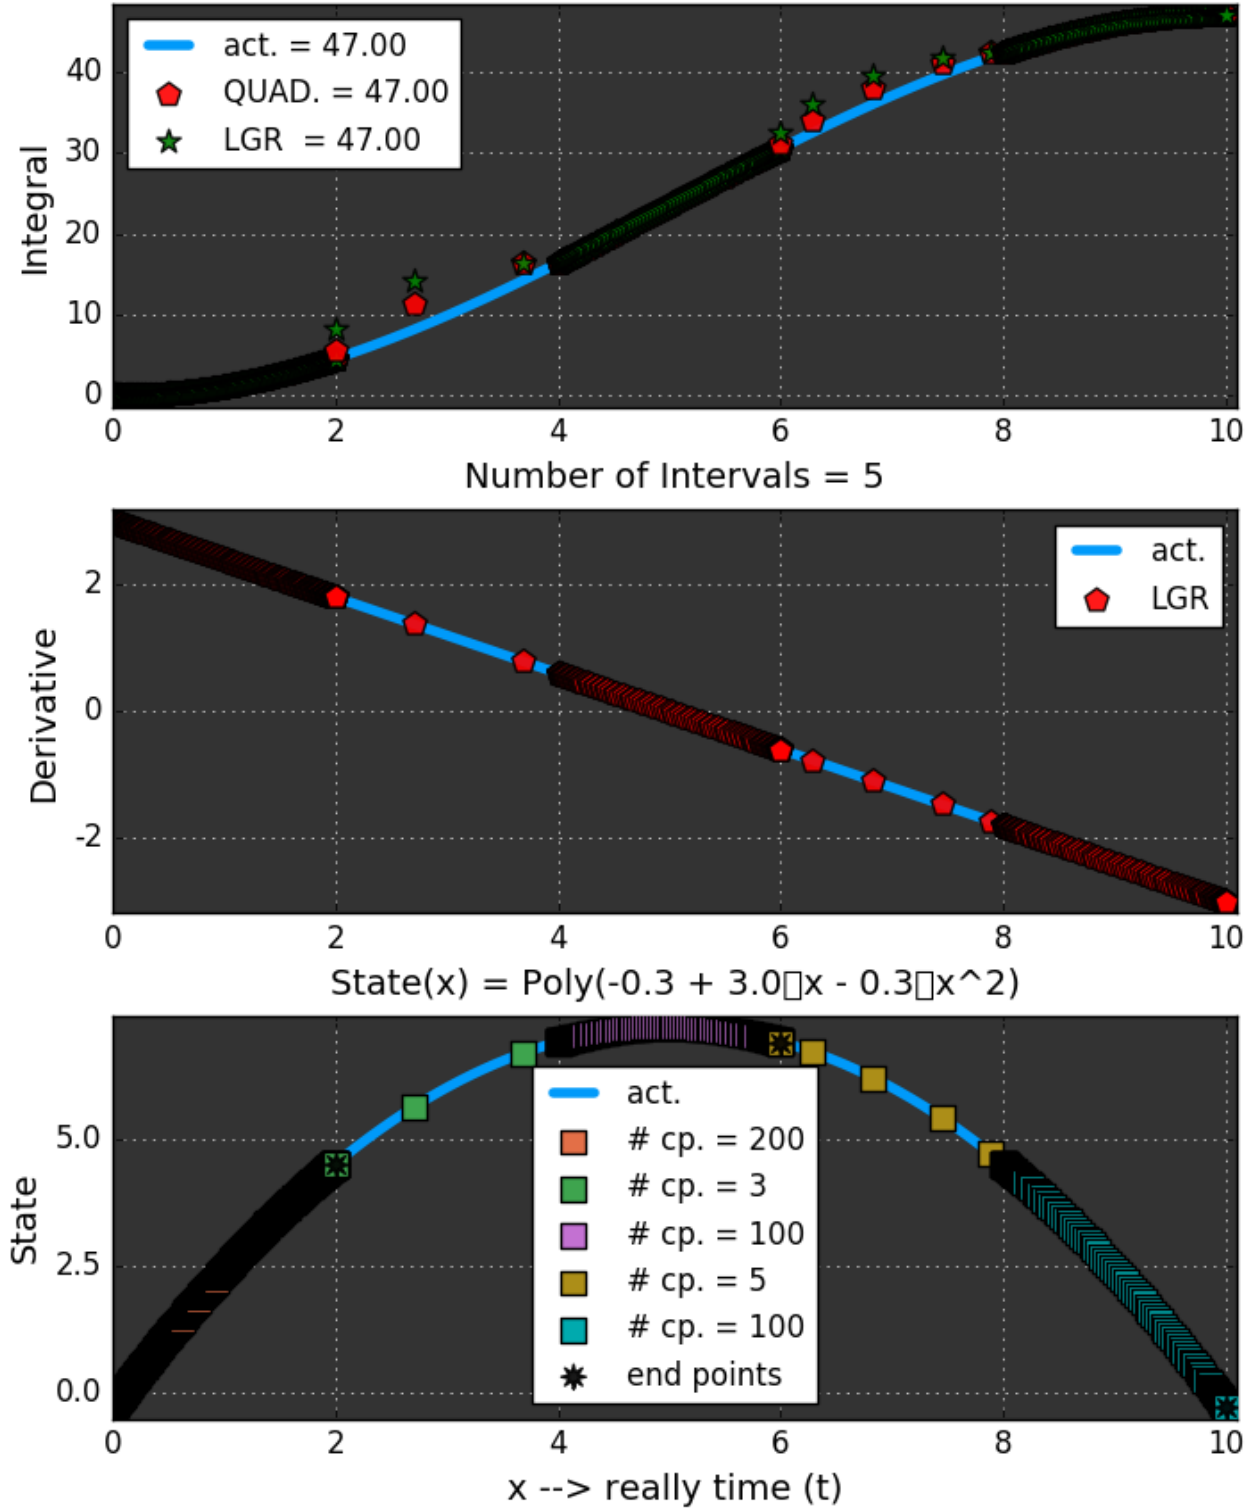 act. = 47.00
QUAD. = 47.00
LGR = 47.00
Integral
40
30
20
10
0
0 2 4 6 8 10
Number of Intervals = 5
act.
LGR
Derivative
2
0
-2
0 2 4 6 8 10
State(x) = Poly(-0.3 + 3.0▯x - 0.3▯x^2)
act.
# cp. = 200
# cp. = 3
# cp. = 100
# cp. = 5
# cp. = 100
end points
State
5.0
2.5
0.0
0 2 4 6 8 10
x --> really time (t)